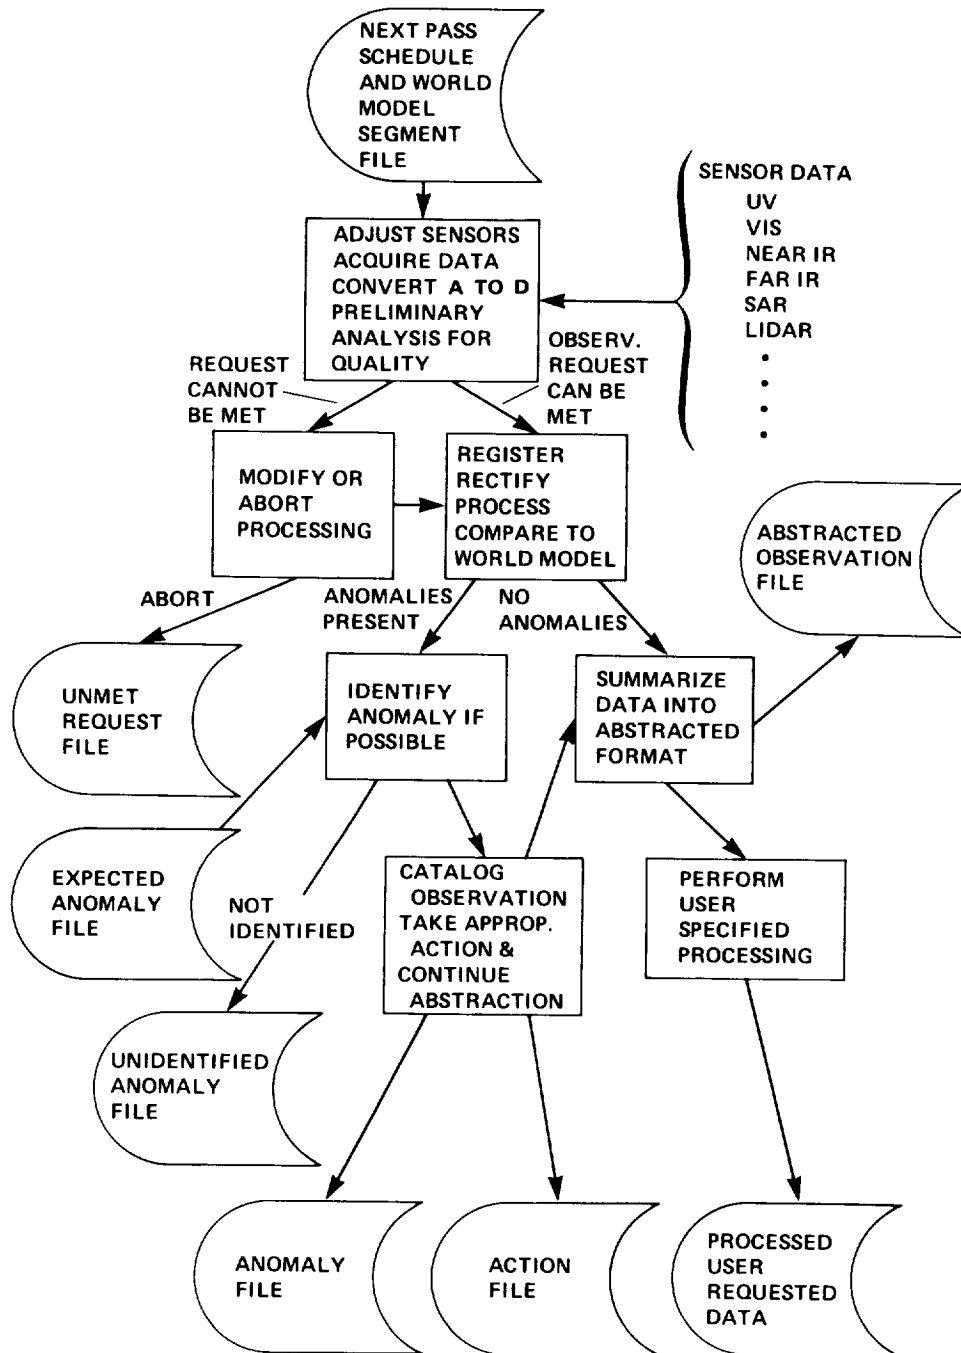 NEXT PASS
SCHEDULE
AND WORLD
MODEL
SEGMENT
FILE
SENSOR DATA
UV
VIS
NEAR IR
FAR IR
SAR
LIDAR
ADJUST SENSORS
ACQUIRE DATA
CONVERT A TO D
PRELIMINARY
ANALYSIS FOR
QUALITY
REQUEST
CANNOT
BE MET
OBSERV.
REQUEST
CAN BE
MET
MODIFY OR
ABORT
PROCESSING
REGISTER
RECTIFY
PROCESS
COMPARE TO
WORLD MODEL
ABSTRACTED
OBSERVATION
FILE
ABORT
ANOMALIES
PRESENT
NO
ANOMALIES
UNMET
REQUEST
FILE
IDENTIFY
ANOMALY IF
POSSIBLE
SUMMARIZE
DATA INTO
ABSTRACTED
FORMAT
EXPECTED
ANOMALY
FILE
NOT
IDENTIFIED
CATALOG
OBSERVATION
TAKE APPROP.
ACTION &
CONTINUE
ABSTRACTION
PERFORM
USER
SPECIFIED
PROCESSING
UNIDENTIFIED
ANOMALY
FILE
ANOMALY
FILE
ACTION
FILE
PROCESSED
USER
REQUESTED
DATA